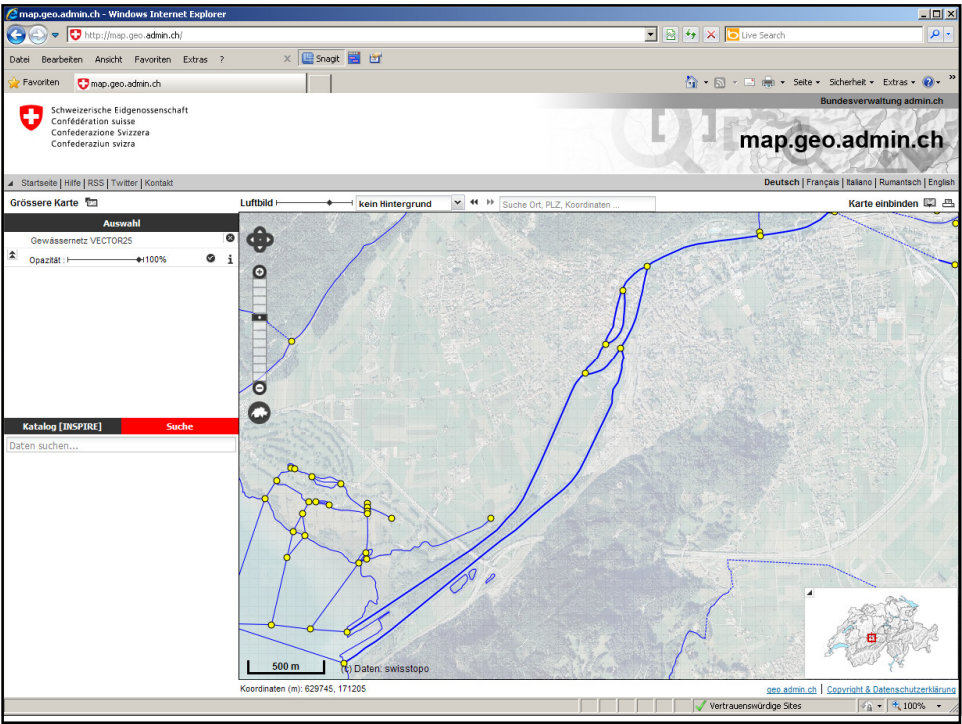 map.geo.admin.ch - Windows Internet Explorer
http://map.geo.admin.ch/
Live Search
Datei Bearbeiten Ansicht Favoriten Extras ?
x Snagit
Favoriten map.geo.admin.ch
Seite Sicherheit Extras
Bundesverwaltung admin.ch
Schweizerische Eidgenossenschaft
Confédération suisse
Confederazione Svizzera
Confederaziun svizra
map.geo.admin.ch
Startseite | Hilfe | RSS | Twitter | Kontakt
Deutsch | Français | Italiano | Rumantsch | English
Grössere Karte
Luftbild kein Hintergrund
Suche Ort, PLZ, Koordinaten ...
Karte einbinden
Auswahl
Gewässernetz VECTOR25
Opazität : 100% i
Katalog [INSPIRE] Suche
Daten suchen...
500 m
(c) Daten: swisstopo
Koordinaten (m): 629745, 171205
geo.admin.ch | Copyright & Datenschutzerklärung
Vertrauenswürdige Sites
100%